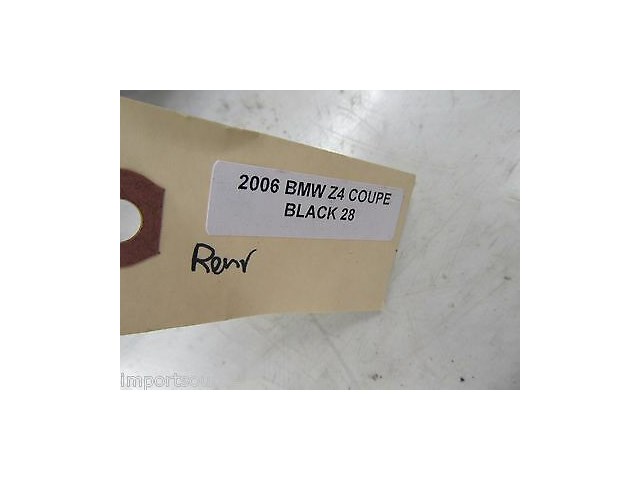 2006 BMW Z4 COUPE
BLACK 28
Rear
importsou